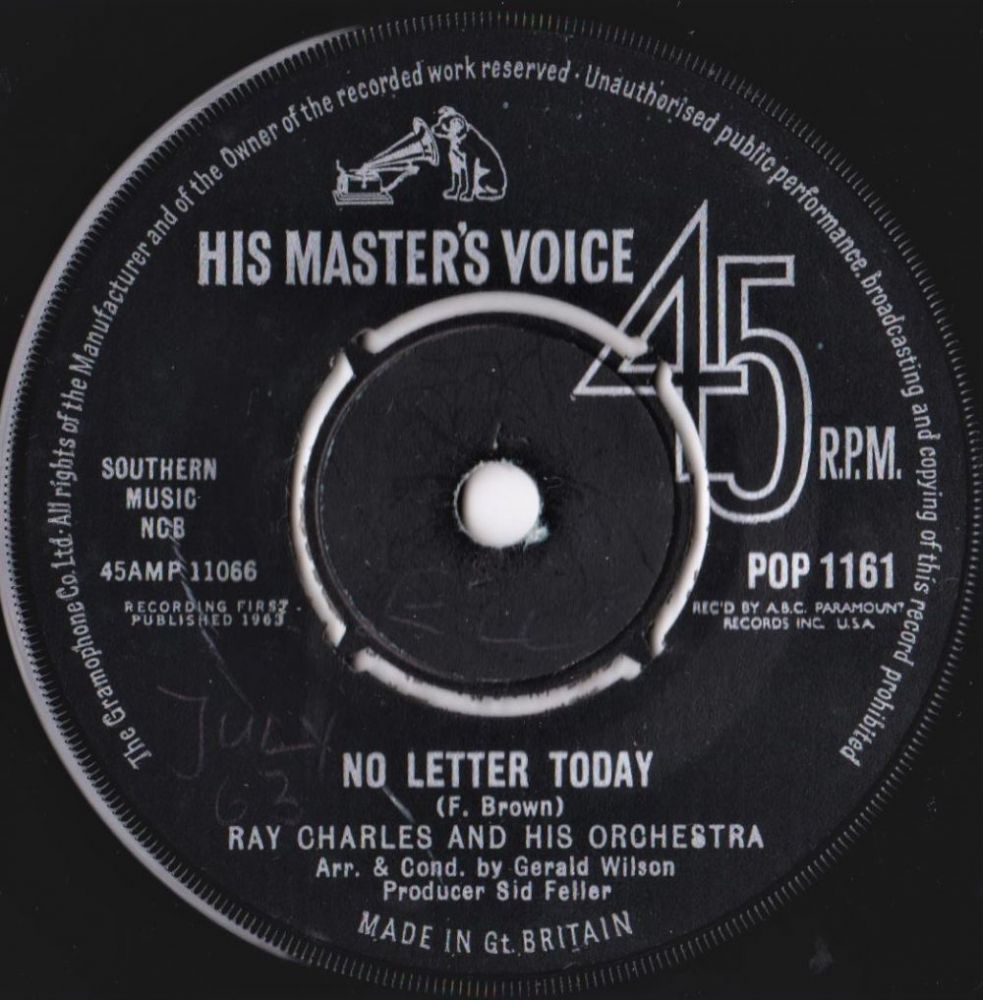 The Gramophone Co. Ltd. · All rights of the Manufacturer and of the Owner of the recorded work reserved · Unauthorised public performance, broadcasting and copying of this record prohibited
HIS MASTER'S VOICE
45
R.P.M.
SOUTHERN
MUSIC
NCB
45AMP 11066
RECORDING FIRST
PUBLISHED 1963
POP 1161
REC'D BY A.B.C. PARAMOUNT
RECORDS INC. U.S.A.
July
63
NO LETTER TODAY
(F. Brown)
RAY CHARLES AND HIS ORCHESTRA
Arr. & Cond. by Gerald Wilson
Producer Sid Feller
MADE IN Gt. BRITAIN